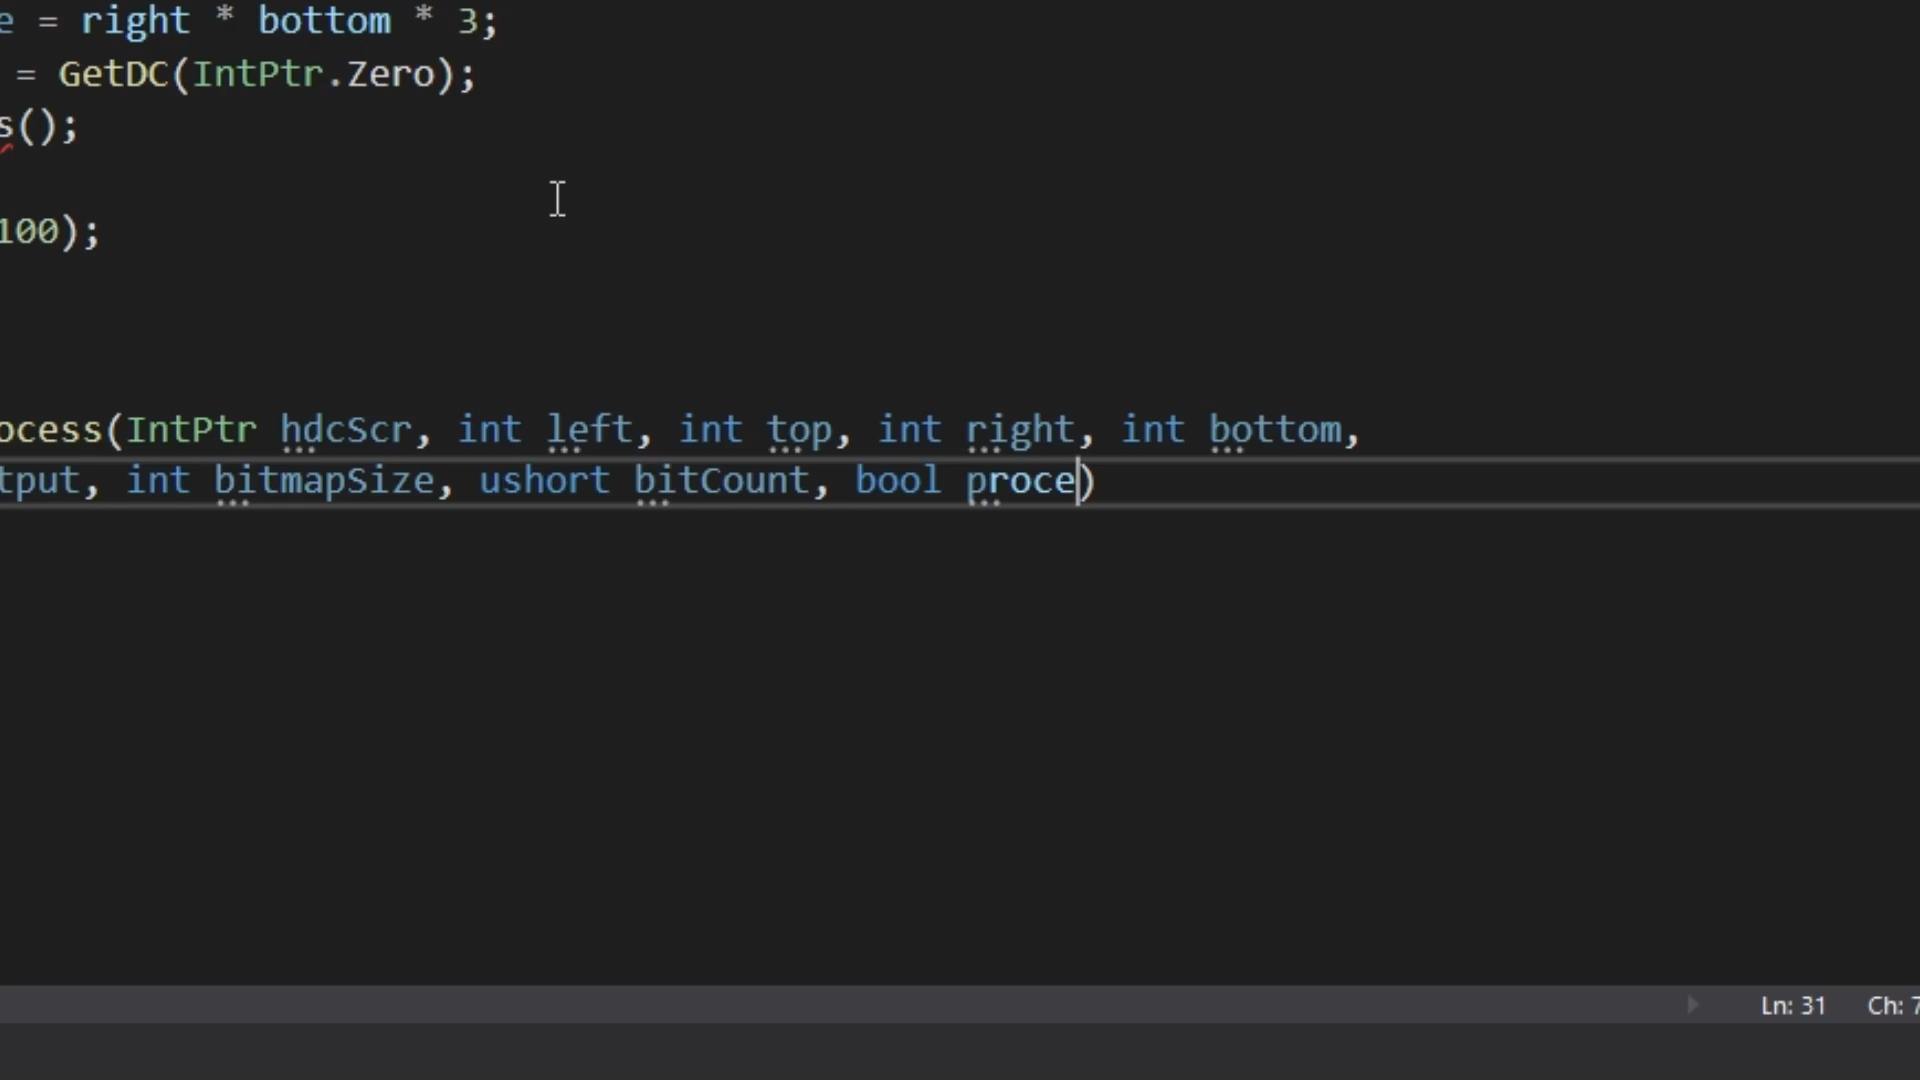 e = right * bottom * 3;
= GetDC(IntPtr.Zero);
s();
100);
ocess(IntPtr hdcScr, int left, int top, int right, int bottom,
tput, int bitmapSize, ushort bitCount, bool proce)
Ln: 31 Ch: 7